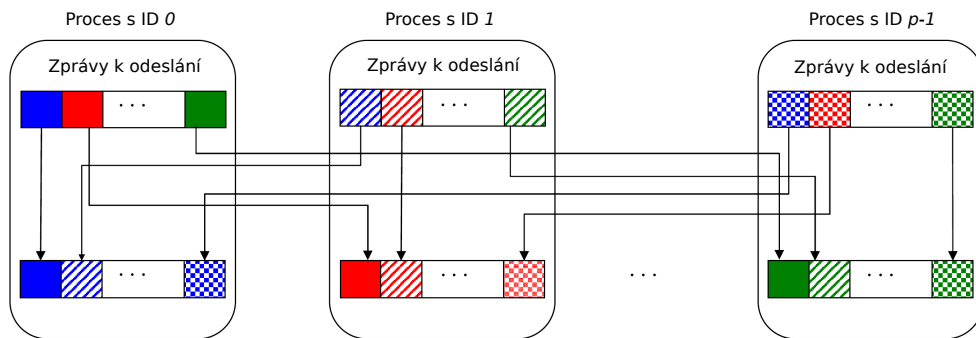 Proces s ID 0
Proces s ID 1
Proces s ID p-1
Zprávy k odeslání
Zprávy k odeslání
Zprávy k odeslání
. . .
. . .
. . .
. . .
. . .
. . .
. . .